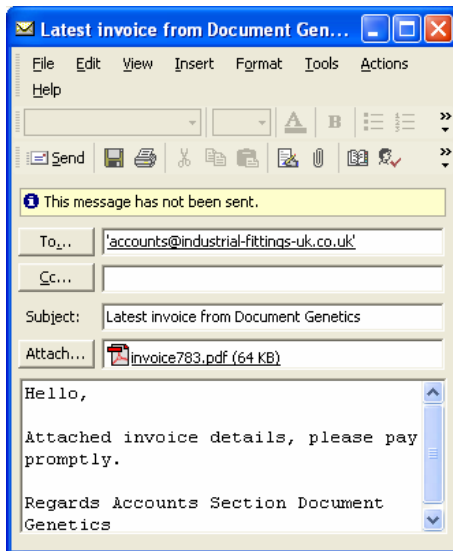 Latest invoice from Document Gen...
File Edit View Insert Format Tools Actions
Help
A B
Send
This message has not been sent.
To... 'accounts@industrial-fittings-uk.co.uk'
Cc...
Subject: Latest invoice from Document Genetics
Attach... invoice783.pdf (64 KB)
Hello,
Attached invoice details, please pay
promptly.
Regards Accounts Section Document
Genetics